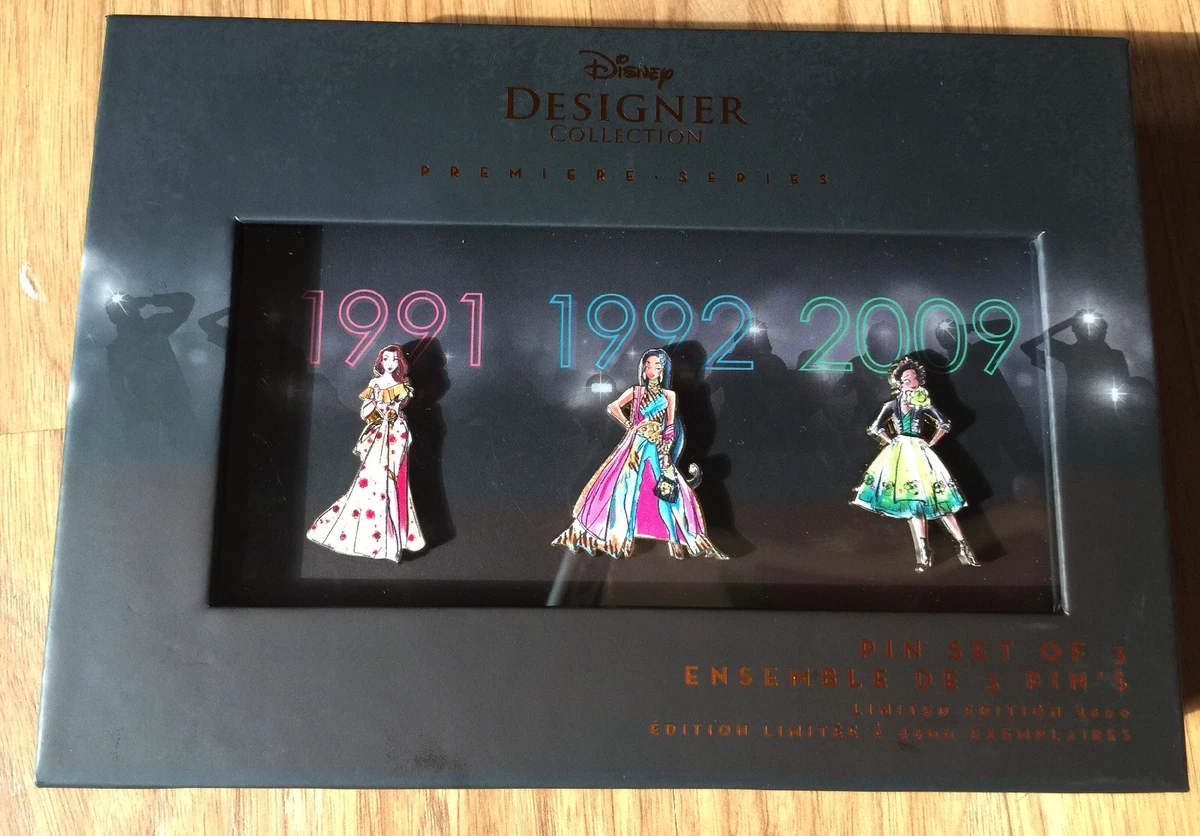 Disney
DESIGNER
COLLECTION
PREMIERE · SERIES
1991 1992 2009
PIN SET OF 3
ENSEMBLE DE 3 PIN'S
LIMITED EDITION
ÉDITION LIMITÉE À EXEMPLAIRES